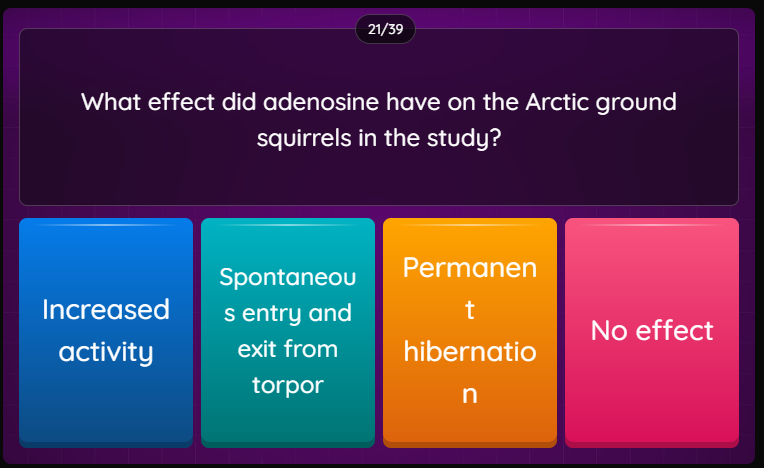 21/39
What effect did adenosine have on the Arctic ground
squirrels in the study?
Increased
activity
Spontaneou
s entry and
exit from
torpor
Permanen
t
hibernatio
n
No effect